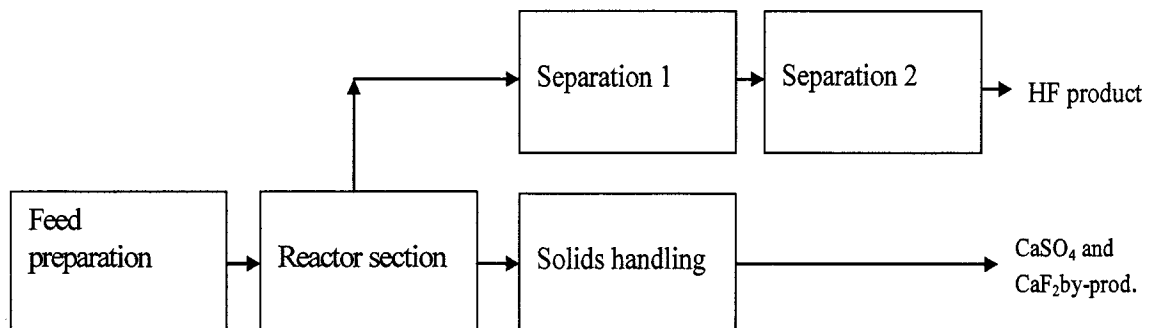 Separation 1
Separation 2
HF product
Feed
preparation
Reactor section
Solids handling
CaSO₄ and
CaF₂by-prod.